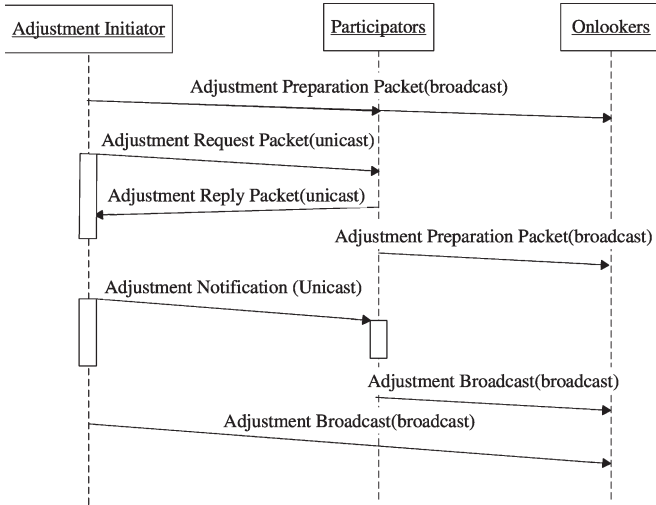 Adjustment Initiator
Participators
Onlookers
Adjustment Preparation Packet(broadcast)
Adjustment Request Packet(unicast)
Adjustment Reply Packet(unicast)
Adjustment Preparation Packet(broadcast)
Adjustment Notification (Unicast)
Adjustment Broadcast(broadcast)
Adjustment Broadcast(broadcast)